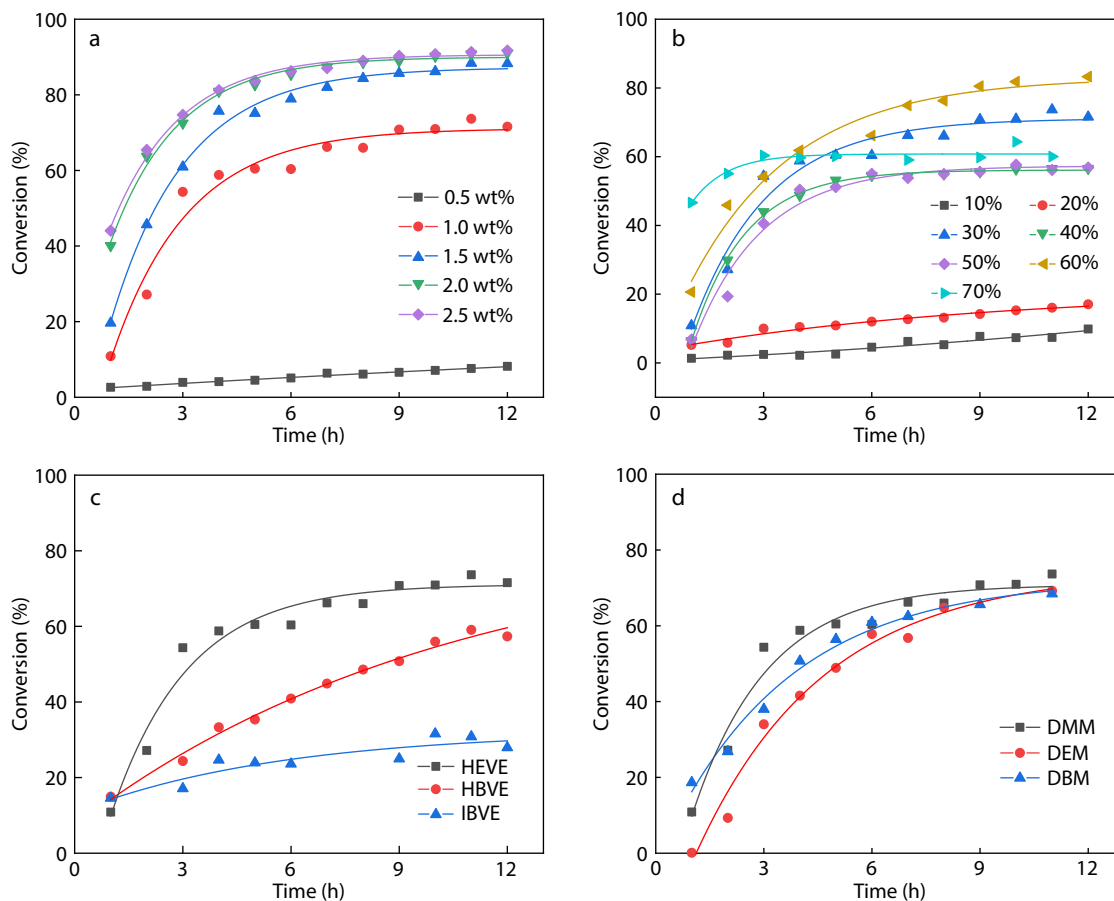 a
Conversion (%)
100
80
60
40
20
0
0.5 wt%
1.0 wt%
1.5 wt%
2.0 wt%
2.5 wt%
0 3 6 9 12
Time (h)
b
Conversion (%)
100
80
60
40
20
0
10% 20%
30% 40%
50% 60%
70%
0 3 6 9 12
Time (h)
c
Conversion (%)
100
80
60
40
20
0
HEVE
HBVE
IBVE
0 3 6 9 12
Time (h)
d
Conversion (%)
100
80
60
40
20
0
DMM
DEM
DBM
0 3 6 9 12
Time (h)